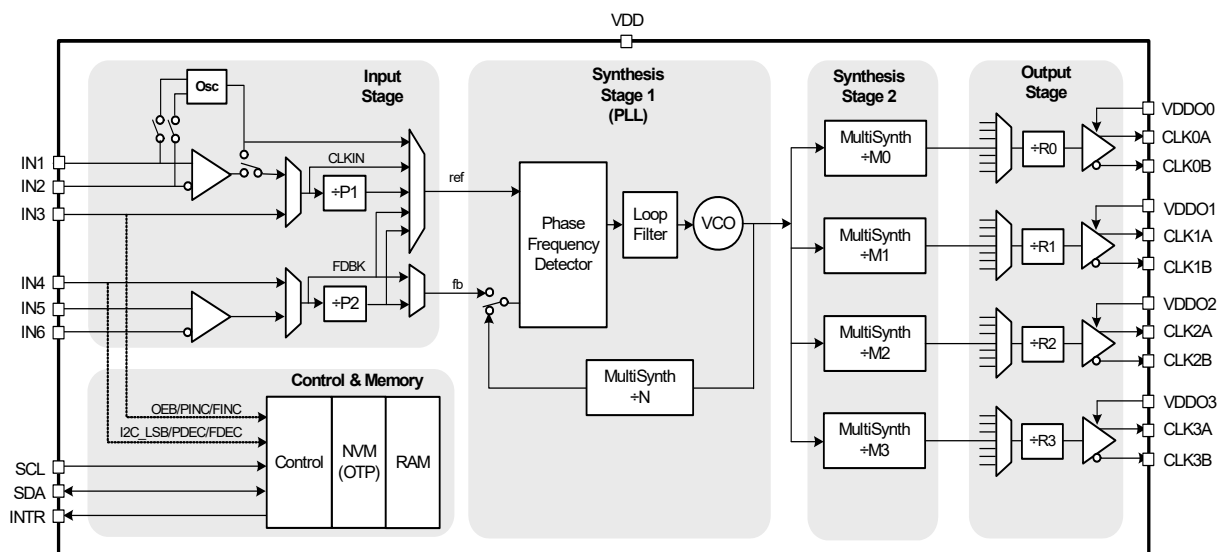 VDD
Input
Stage
Osc
CLKIN
÷P1
FDBK
÷P2
IN1
IN2
IN3
IN4
IN5
IN6
ref
fb
Synthesis
Stage 1
(PLL)
Phase
Frequency
Detector
Loop
Filter
VCO
MultiSynth
÷N
Synthesis
Stage 2
MultiSynth
÷M0
MultiSynth
÷M1
MultiSynth
÷M2
MultiSynth
÷M3
Output
Stage
÷R0
÷R1
÷R2
÷R3
VDDO0
CLK0A
CLK0B
VDDO1
CLK1A
CLK1B
VDDO2
CLK2A
CLK2B
VDDO3
CLK3A
CLK3B
Control & Memory
OEB/PINC/FINC
I2C_LSB/PDEC/FDEC
Control
NVM
(OTP)
RAM
SCL
SDA
INTR